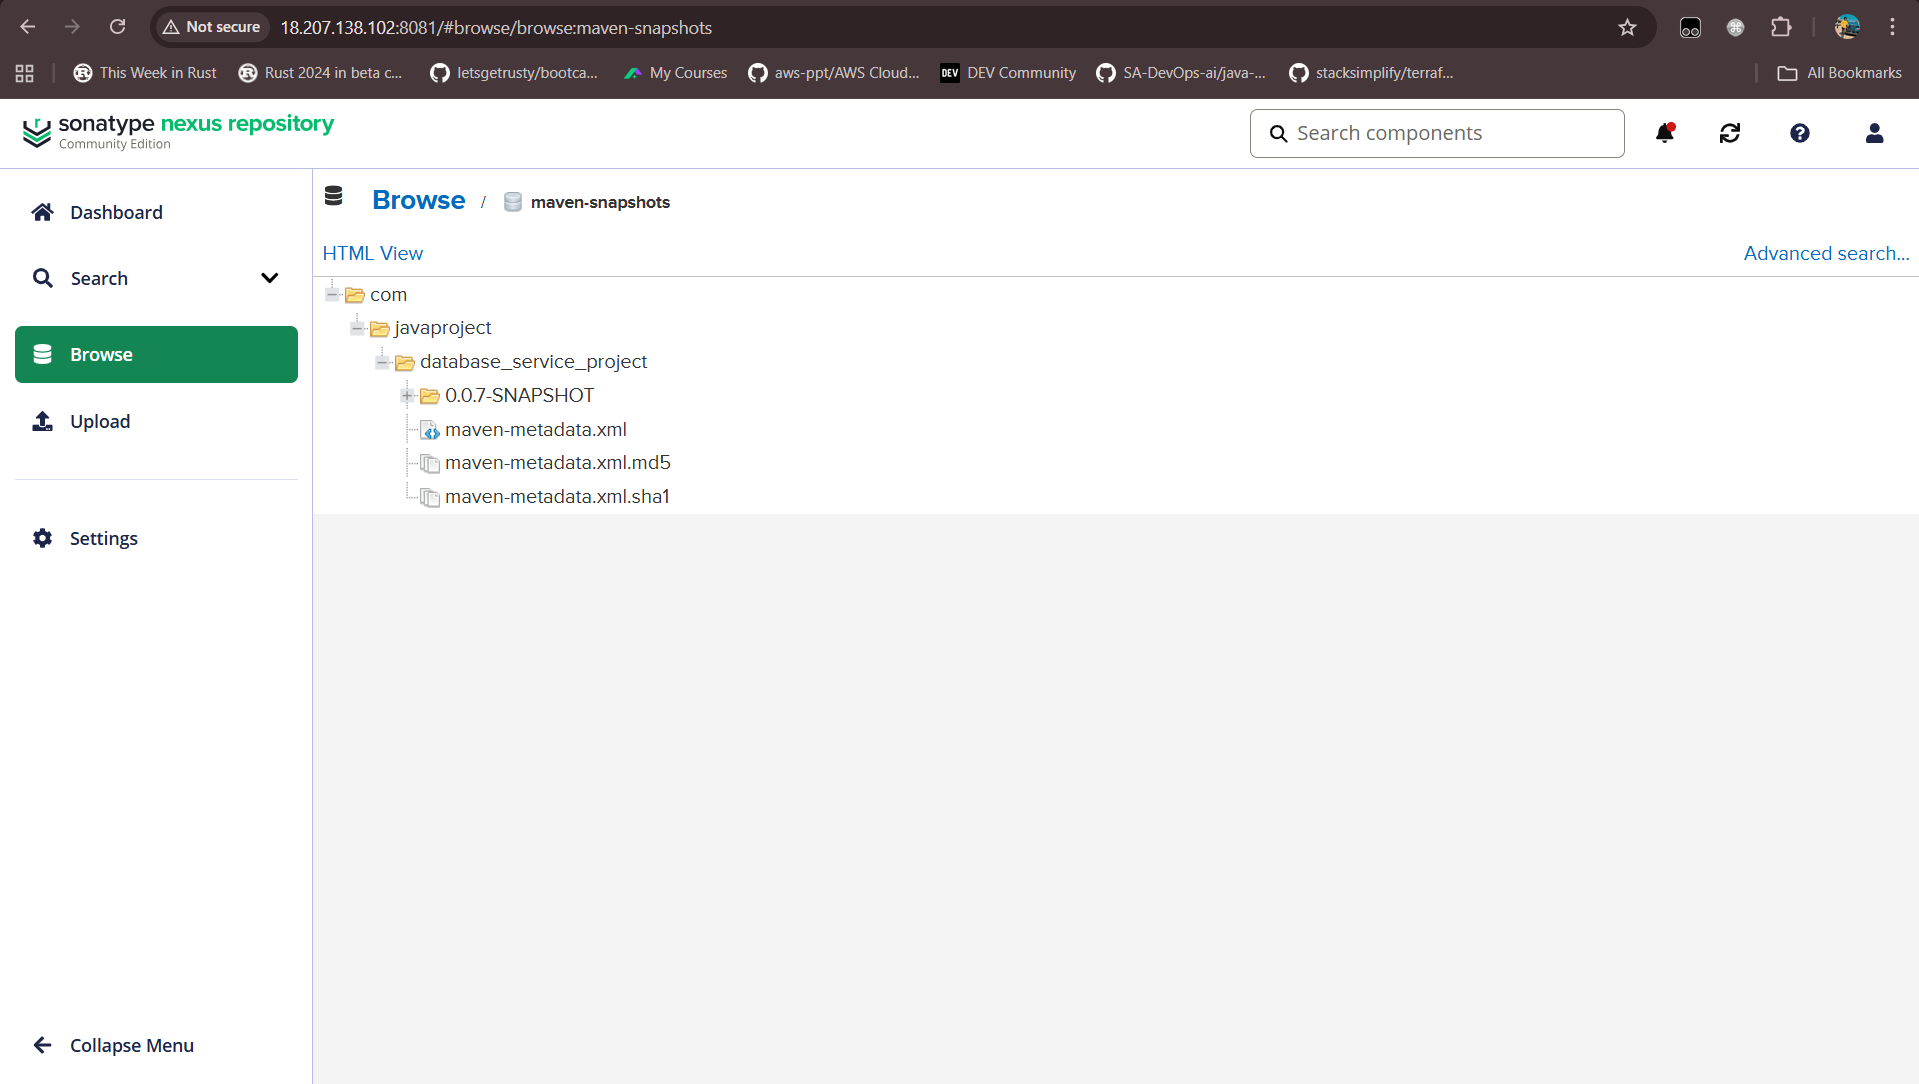 Not secure
18.207.138.102:8081/#browse/browse:maven-snapshots
This Week in Rust
Rust 2024 in beta c...
letsgetrusty/bootca...
My Courses
aws-ppt/AWS Cloud...
DEV
DEV Community
SA-DevOps-ai/java-...
stacksimplify/terraf...
All Bookmarks
sonatype nexus repository
Community Edition
Search components
Dashboard
Search
Browse
Upload
Settings
Collapse Menu
Browse / maven-snapshots
HTML View
Advanced search...
com
javaproject
database_service_project
0.0.7-SNAPSHOT
maven-metadata.xml
maven-metadata.xml.md5
maven-metadata.xml.sha1